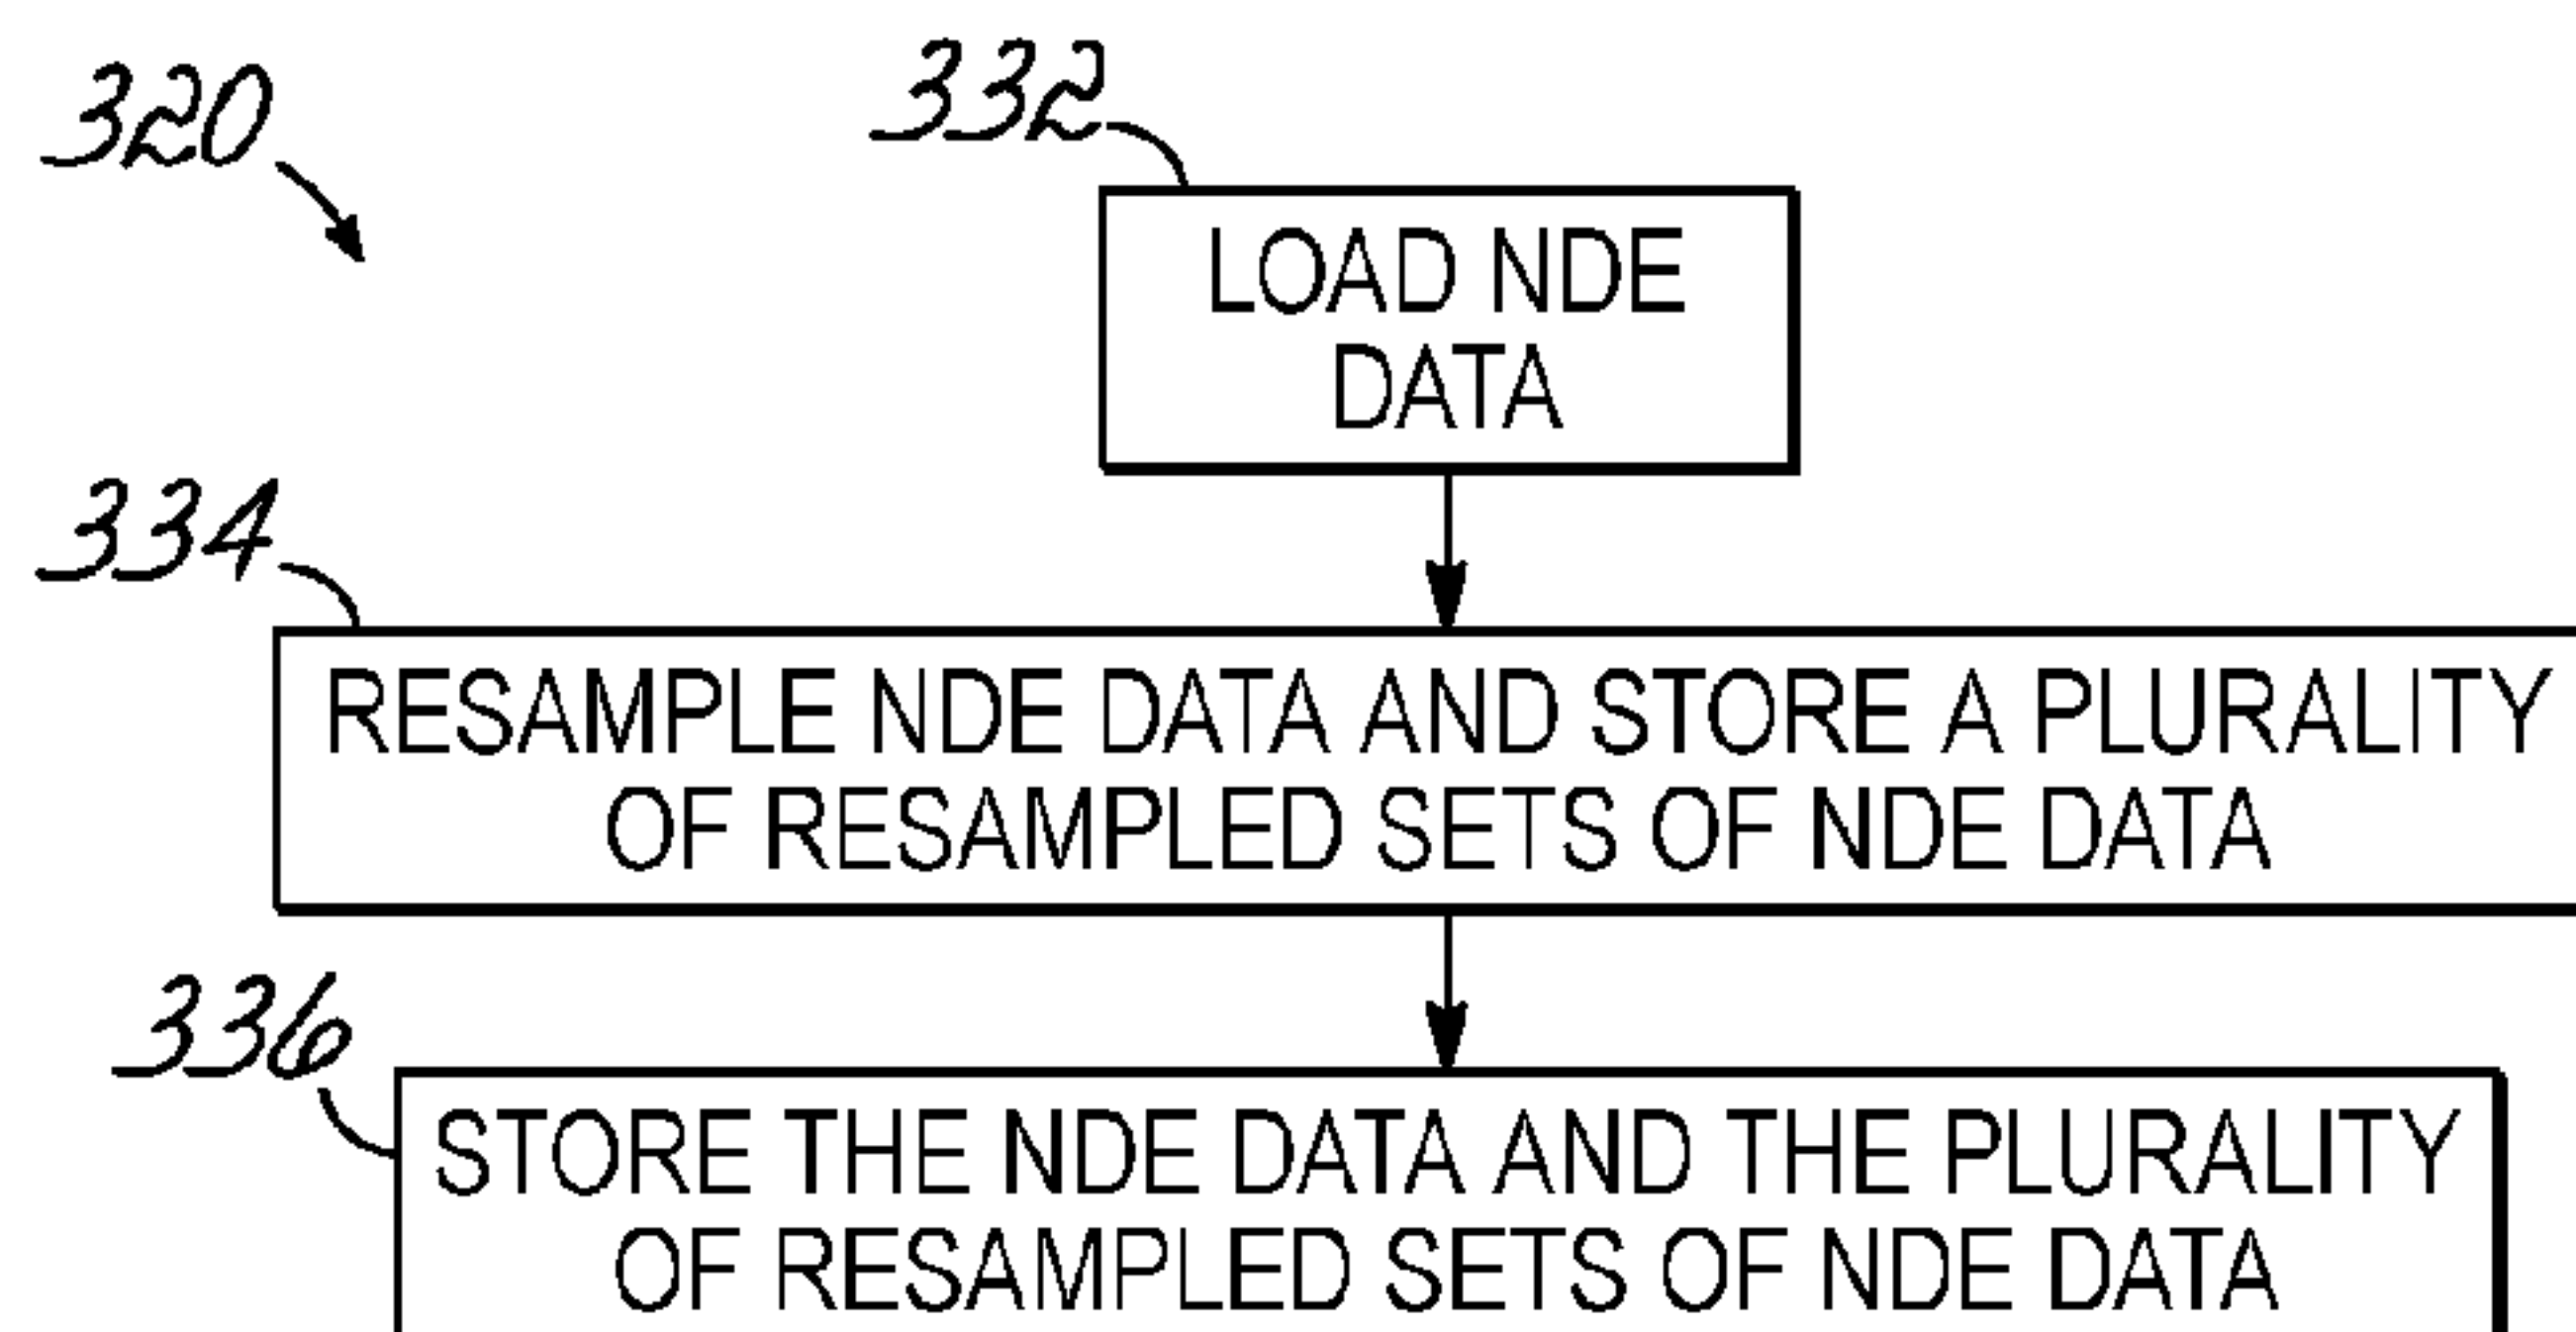 320
332
LOAD NDE
DATA
334
RESAMPLE NDE DATA AND STORE A PLURALITY
OF RESAMPLED SETS OF NDE DATA
336
STORE THE NDE DATA AND THE PLURALITY
OF RESAMPLED SETS OF NDE DATA